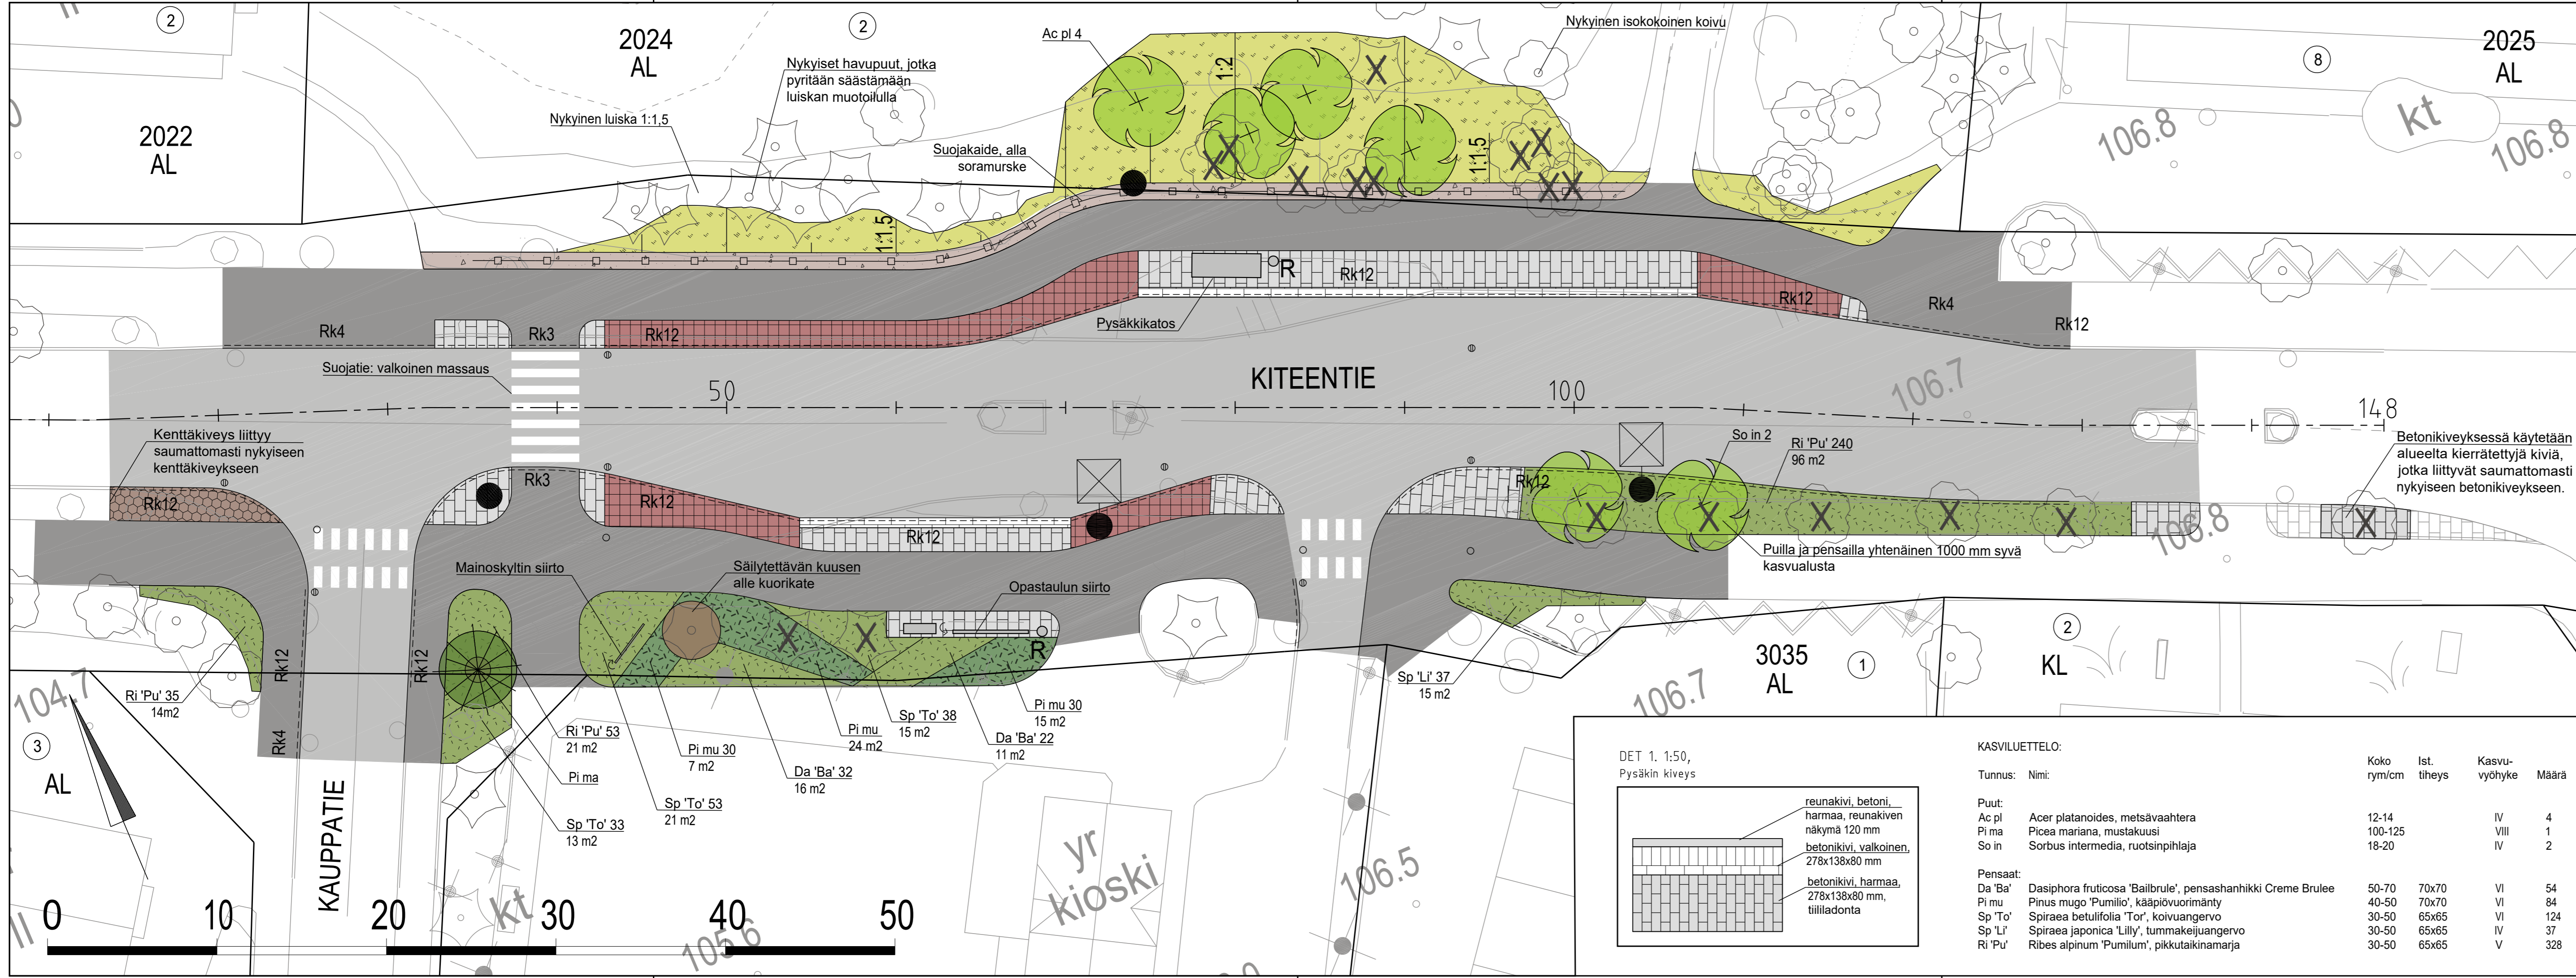 2
2024
AL
2
Nykyiset havupuut, jotka
pyritään säästämään
luiskan muotoilulla
Ac pl 4
Nykyinen isokokoinen koivu
8
2025
AL
2022
AL
Nykyinen luiska 1:1,5
Suojakaide, alla
soramurske
1:2
1:1,5
1:1,5
106.8
kt
106.8
Rk4
Rk3
Rk12
Pysäkkikatos
R
Rk12
Rk12
Rk4
Rk12
Suojatie: valkoinen massaus
50
KITEENTIE
100
106.7
148
Kenttäkiveys liittyy
saumattomasti nykyiseen
kenttäkiveykseen
Rk12
Rk3
Rk12
Rk12
Rk12
So in 2
Ri 'Pu' 240
96 m2
Betonikiveyksessä käytetään
alueelta kierrätettyjä kiviä,
jotka liittyvät saumattomasti
nykyiseen betonikiveykseen.
106.8
Puilla ja pensailla yhtenäinen 1000 mm syvä
kasvualusta
Mainoskyltin siirto
Säilytettävän kuusen
alle kuorikate
Opastaulun siirto
R
Rk12
Rk12
Rk4
104.7
3
AL
Ri 'Pu' 35
14m2
Ri 'Pu' 53
21 m2
Pi ma
Sp 'To' 33
13 m2
Pi mu 30
7 m2
Sp 'To' 53
21 m2
Da 'Ba' 32
16 m2
Pi mu
24 m2
Sp 'To' 38
15 m2
Da 'Ba' 22
11 m2
Pi mu 30
15 m2
Sp 'Li' 37
15 m2
106.7
3035
AL
1
2
KL
KAUPPATIE
kt
105.6
yr
kioski
106.5
II
0 10 20 30 40 50
DET 1. 1:50,
Pysäkin kiveys
reunakivi, betoni,
harmaa, reunakiven
näkymä 120 mm
betonikivi, valkoinen,
278x138x80 mm
betonikivi, harmaa,
278x138x80 mm,
tiililadonta
KASVILUETTELO:
Koko Ist. Kasvu-
Tunnus: Nimi: rym/cm tiheys vyöhyke Määrä
Puut:
Ac pl Acer platanoides, metsävaahtera 12-14 IV 4
Pi ma Picea mariana, mustakuusi 100-125 VIII 1
So in Sorbus intermedia, ruotsinpihlaja 18-20 IV 2
Pensaat:
Da 'Ba' Dasiphora fruticosa 'Bailbrule', pensashanhikki Creme Brulee 50-70 70x70 VI 54
Pi mu Pinus mugo 'Pumilio', kääpiövuorimänty 40-50 70x70 VI 84
Sp 'To' Spiraea betulifolia 'Tor', koivuangervo 30-50 65x65 VI 124
Sp 'Li' Spiraea japonica 'Lilly', tummakeijuangervo 30-50 65x65 IV 37
Ri 'Pu' Ribes alpinum 'Pumilum', pikkutaikinamarja 30-50 65x65 V 328